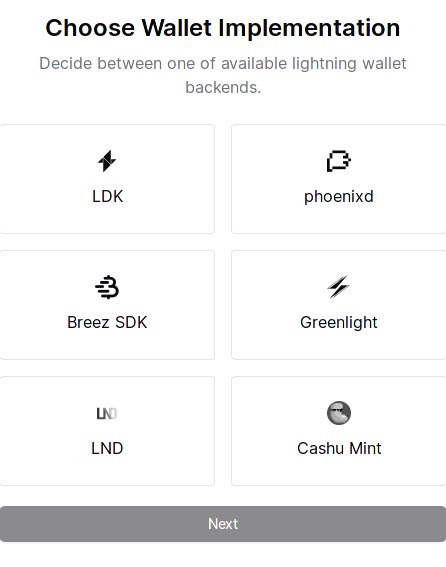 Choose Wallet Implementation
Decide between one of available lightning wallet
backends.
LDK
phoenixd
Breez SDK
Greenlight
LND
LND
Cashu Mint
Next